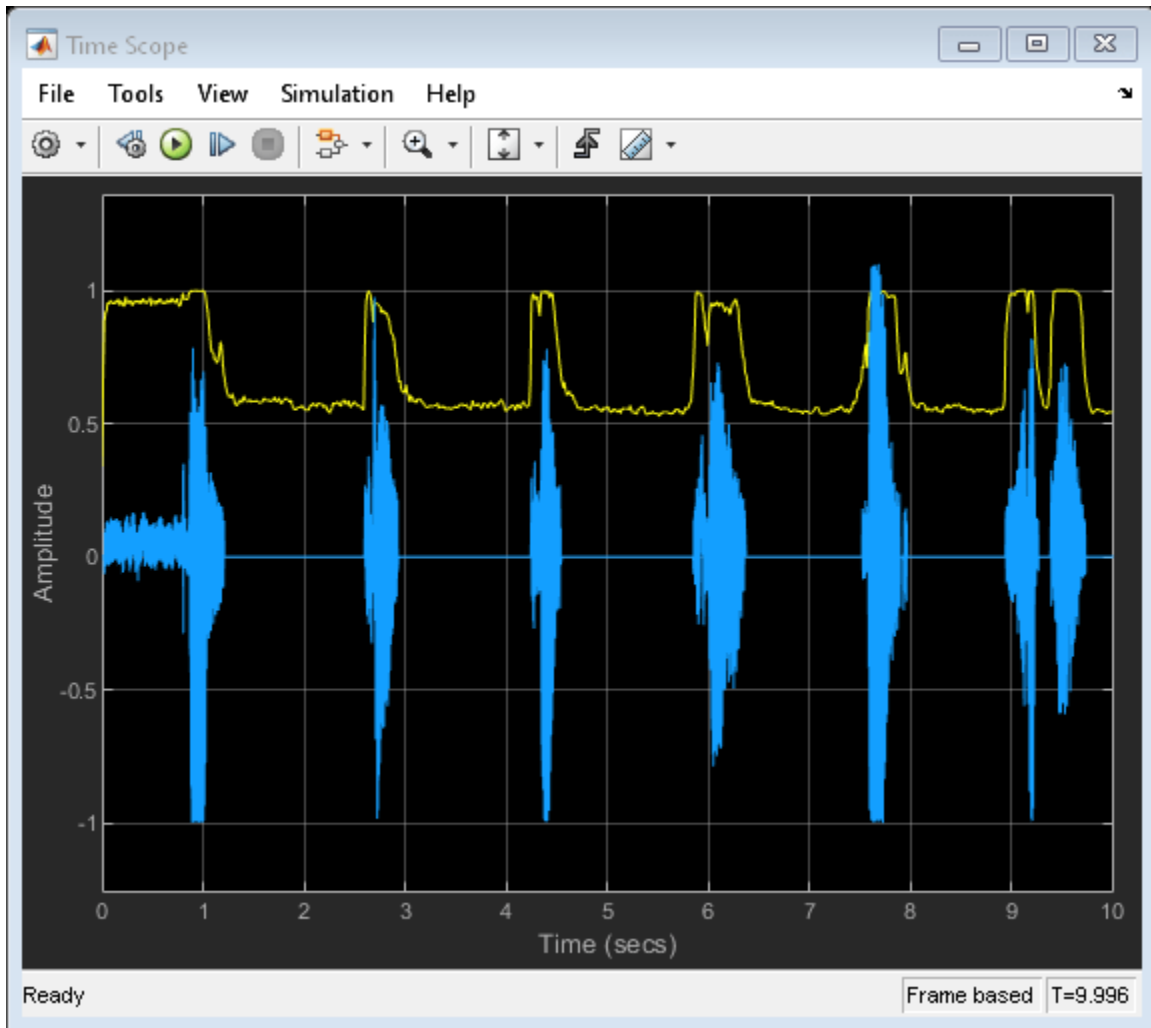 Time Scope
File Tools View Simulation Help
1
0.5
0
-0.5
-1
Amplitude
0 1 2 3 4 5 6 7 8 9 10
Time (secs)
Ready Frame based T=9.996